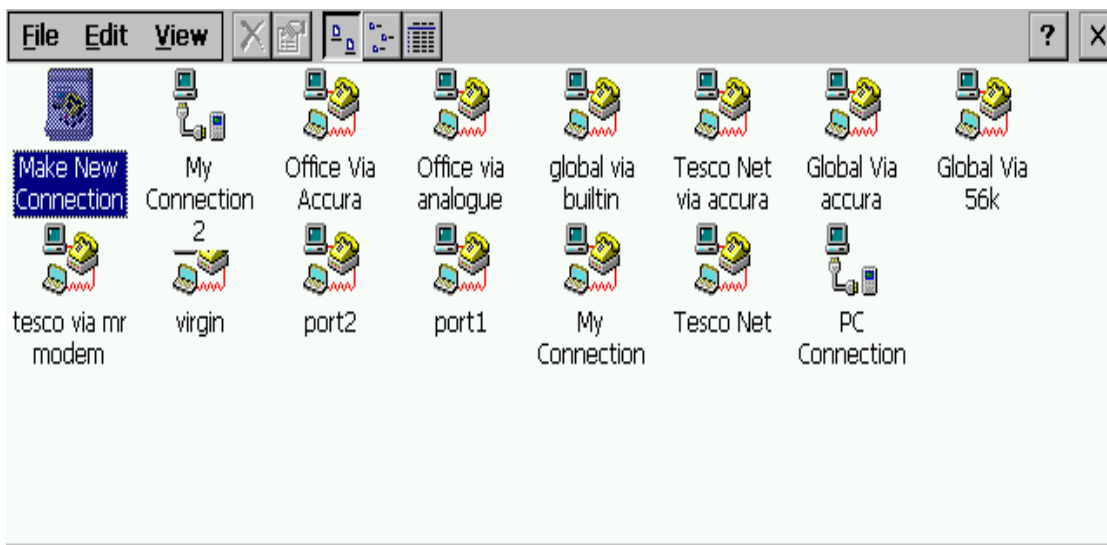 File Edit View ? X
Make New My Office Via Office via global via Tesco Net Global Via Global Via
Connection Connection Accura analogue builtin via accura accura 56k
2
tesco via mr virgin port2 port1 My Tesco Net PC
modem Connection Connection